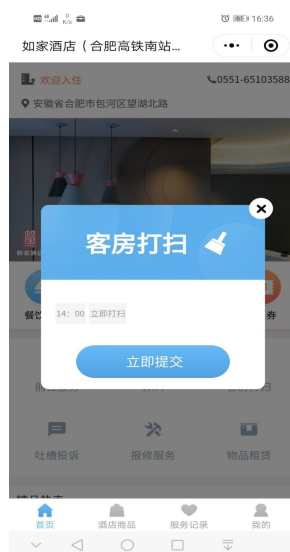 0 K/s 16:36
如家酒店（合肥高铁南站...
欢迎入住 0551-65103588
安徽省合肥市包河区望湖北路
客房打扫
14：00 立即打扫
立即提交
吐槽投诉 报修服务 物品租赁
首页 酒店商品 服务记录 我的